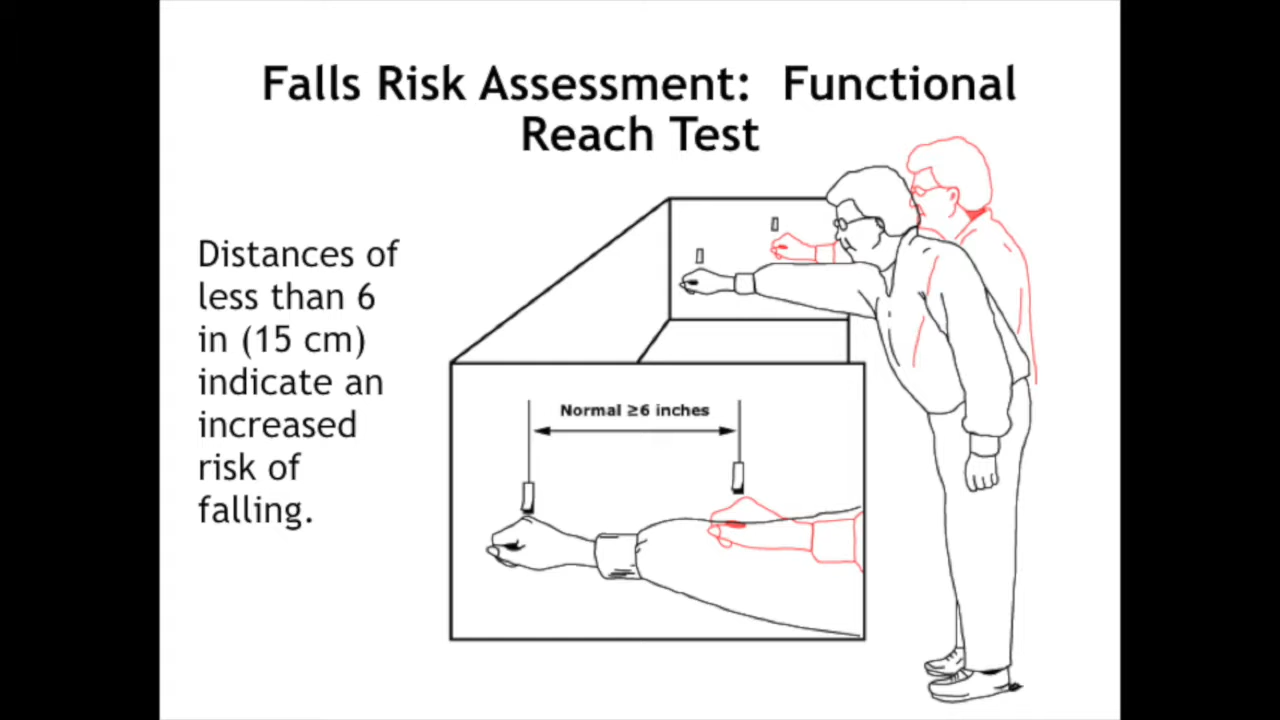 Falls Risk Assessment:  Functional
Reach Test
Distances of
less than 6
in (15 cm)
indicate an
increased
risk of
falling.
Normal ≥6 inches